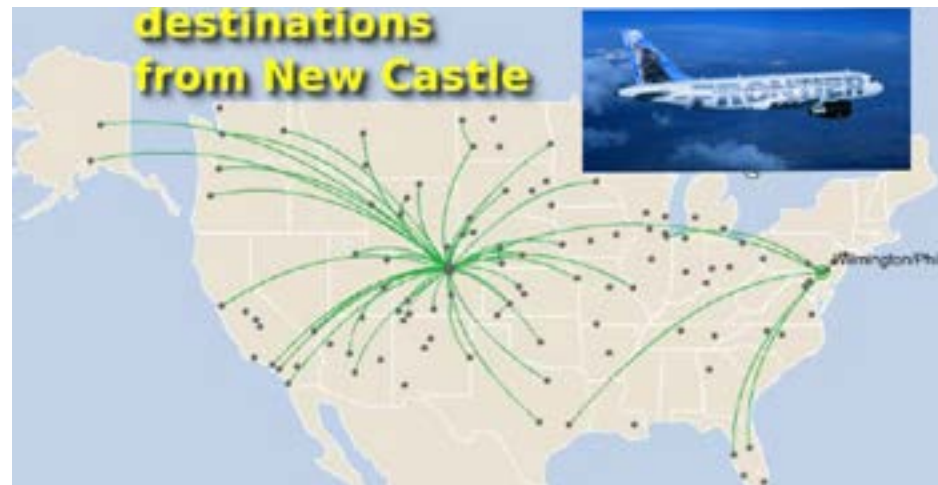 destinations
from New Castle
FRONTIER
Wilmington/Phi